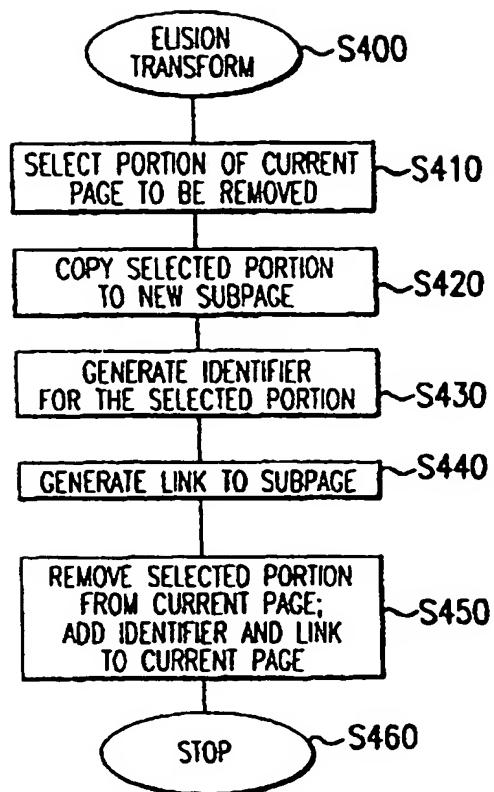 ELISION
TRANSFORM
S400
SELECT PORTION OF CURRENT
PAGE TO BE REMOVED
S410
COPY SELECTED PORTION
TO NEW SUBPAGE
S420
GENERATE IDENTIFIER
FOR THE SELECTED PORTION
S430
GENERATE LINK TO SUBPAGE
S440
REMOVE SELECTED PORTION
FROM CURRENT PAGE;
ADD IDENTIFIER AND LINK
TO CURRENT PAGE
S450
STOP
S460